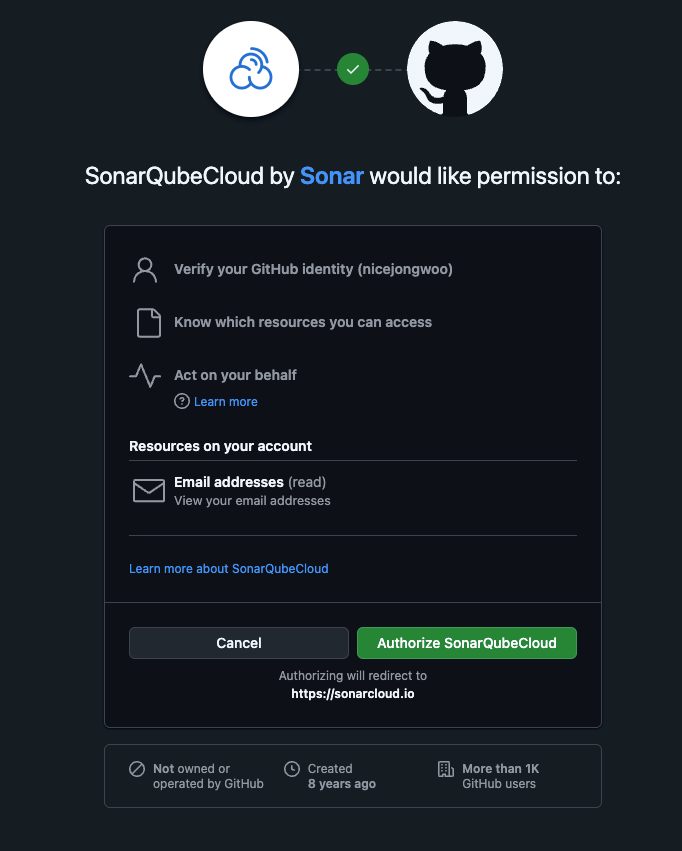 SonarQubeCloud by Sonar would like permission to:
Verify your GitHub identity (nicejongwoo)
Know which resources you can access
Act on your behalf
Learn more
Resources on your account
Email addresses (read)
View your email addresses
Learn more about SonarQubeCloud
Cancel
Authorize SonarQubeCloud
Authorizing will redirect to
https://sonarcloud.io
Not owned or
operated by GitHub
Created
8 years ago
More than 1K
GitHub users